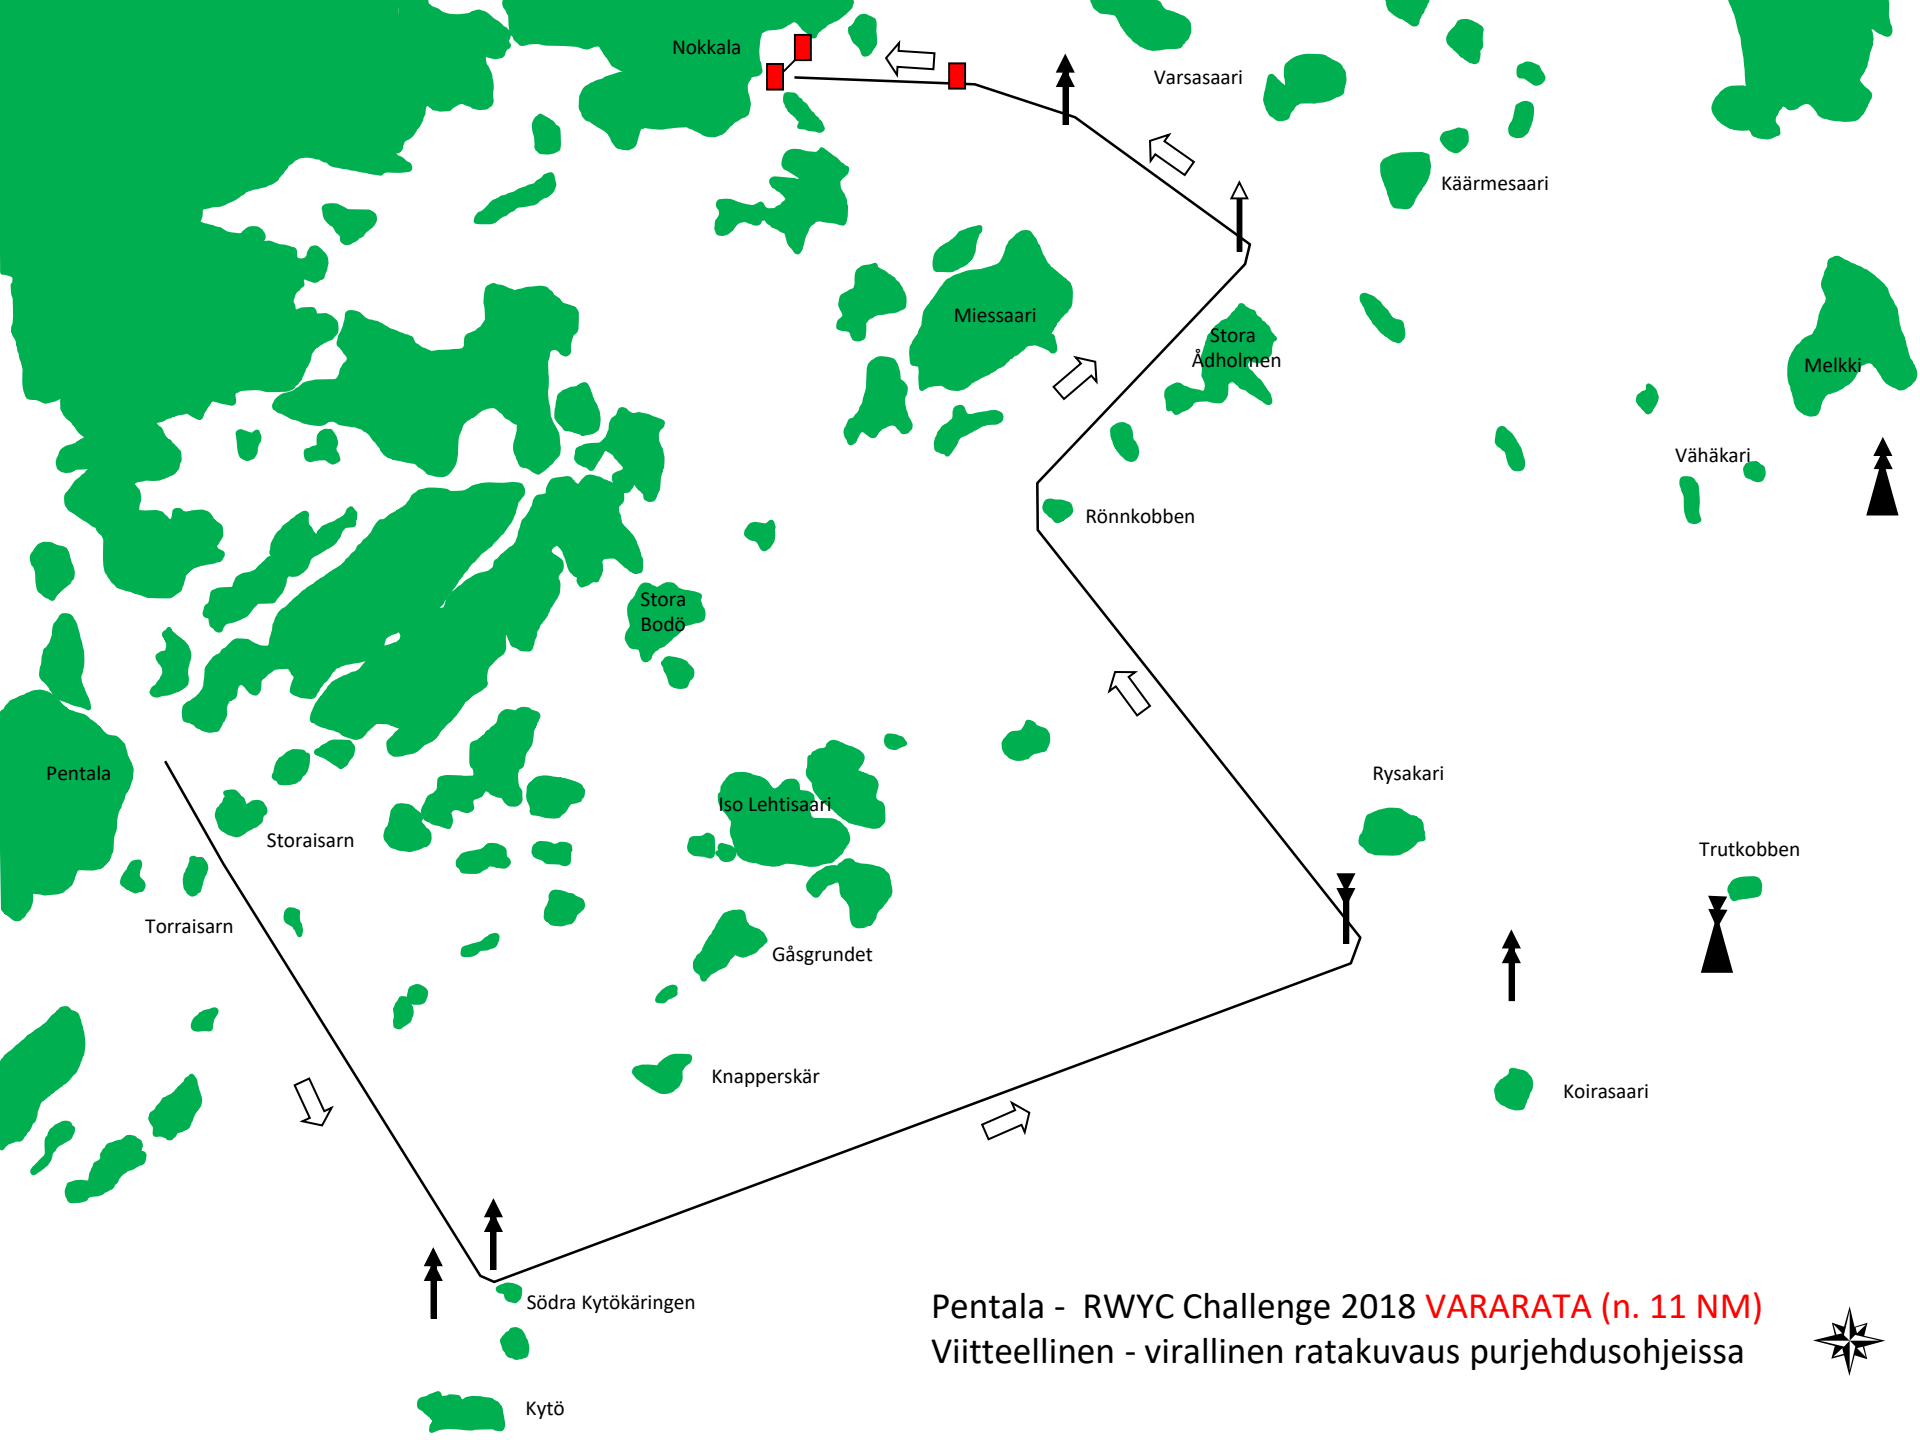 Nokkala
Varsasaari
Käärmesaari
Miessaari
Stora
Ådholmen
Melkki
Vähäkari
Rönnkobben
Stora
Bodö
Pentala
Rysakari
Iso Lehtisaari
Storaisarn
Trutkobben
Torraisarn
Gåsgrundet
Knapperskär
Koirasaari
Södra Kytökäringen
Pentala - RWYC Challenge 2018 VARARATA (n. 11 NM)
Viitteellinen - virallinen ratakuvaus purjehdusohjeissa
Kytö